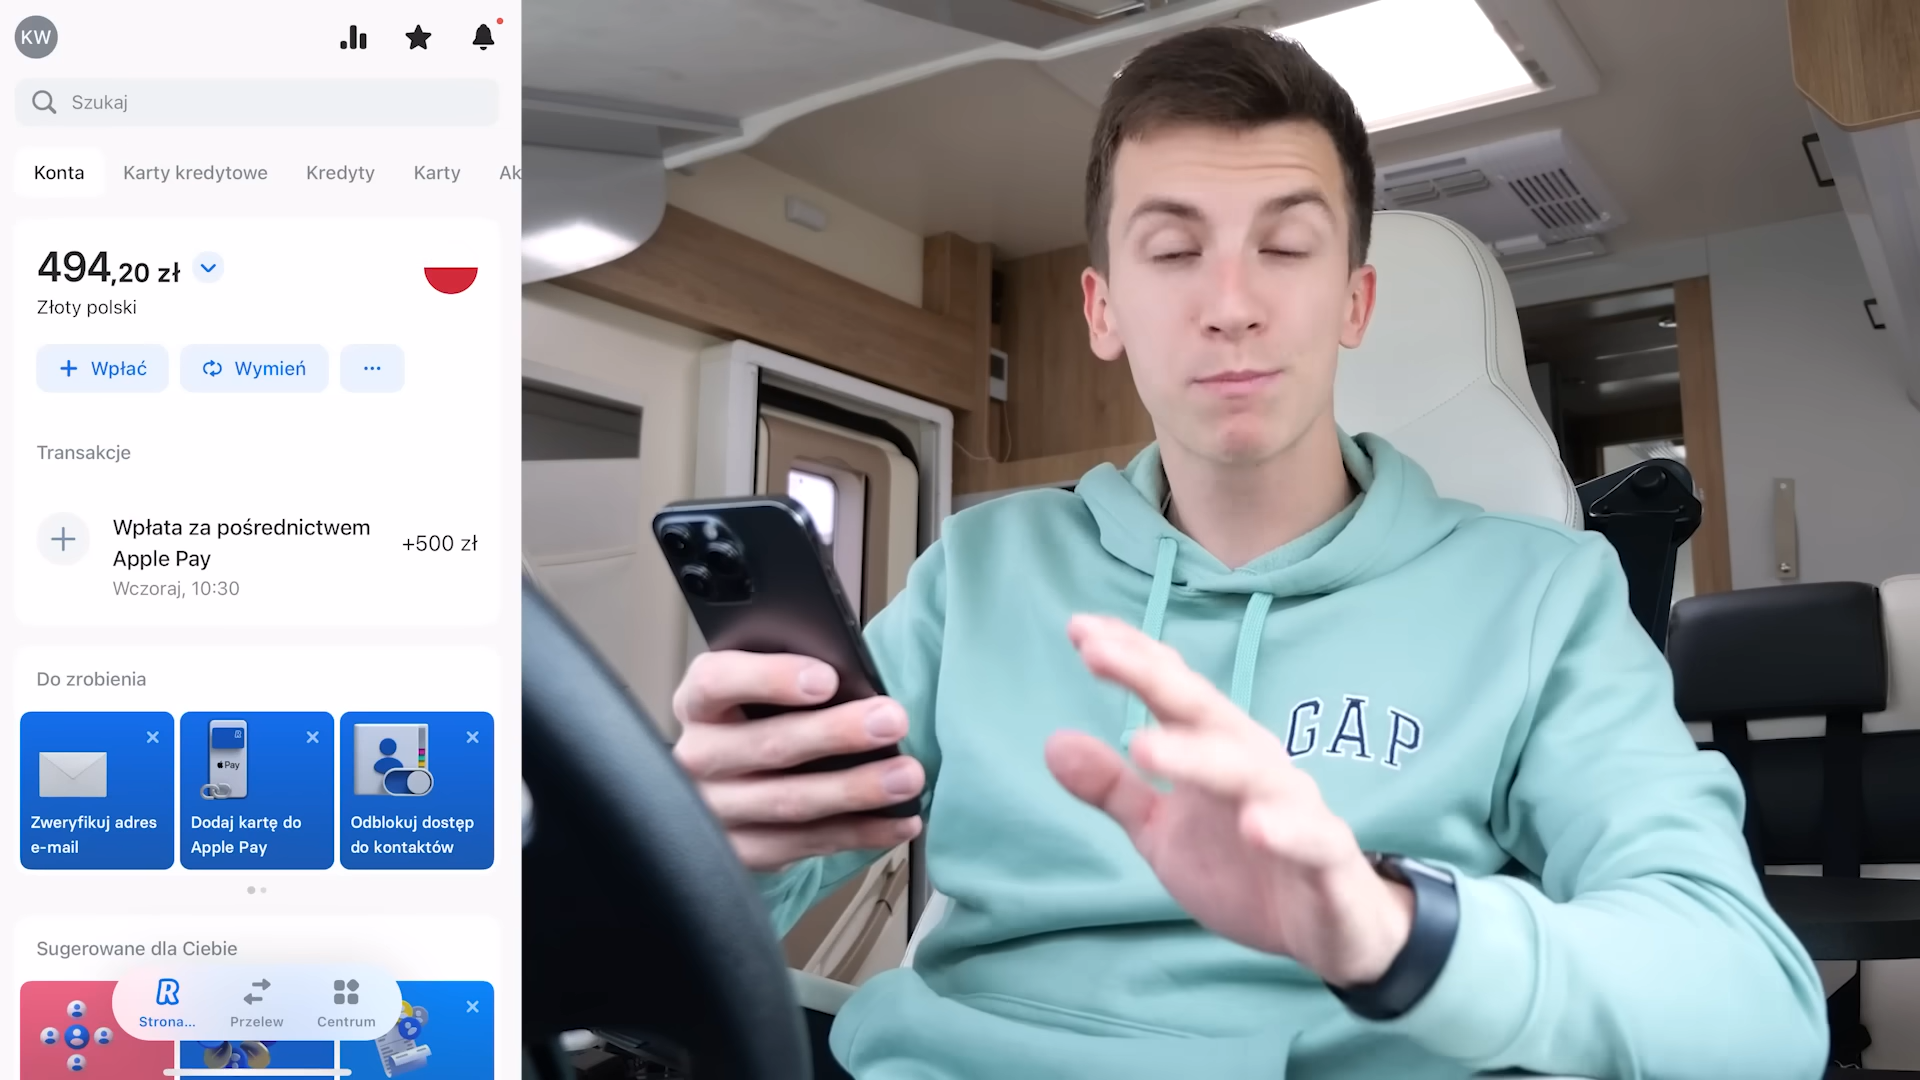 KW
Szukaj
Konta
Karty kredytowe
Kredyty
Karty
Ak
494,20 zł
Złoty polski
+ Wpłać
Wymień
...
Transakcje
Wpłata za pośrednictwem
Apple Pay
+500 zł
Wczoraj, 10:30
Do zrobienia
Pay
Zweryfikuj adres
e-mail
Dodaj kartę do
Apple Pay
Odblokuj dostęp
do kontaktów
Sugerowane dla Ciebie
R
Strona...
Przelew
Centrum
GAP